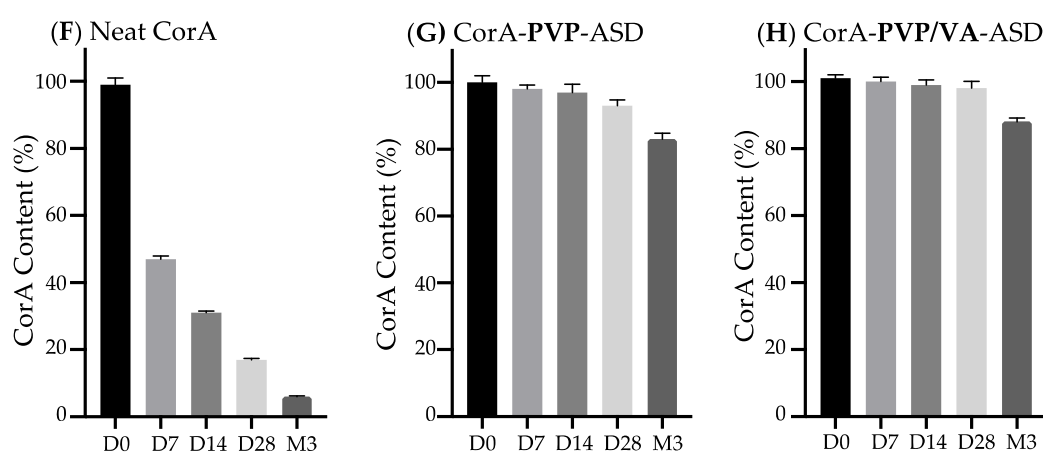 (F) Neat CorA
CorA Content (%)
100
80
60
40
20
0
D0 D7 D14 D28 M3
(G) CorA-PVP-ASD
CorA Content (%)
100
80
60
40
20
0
D0 D7 D14 D28 M3
(H) CorA-PVP/VA-ASD
CorA Content (%)
100
80
60
40
20
0
D0 D7 D14 D28 M3